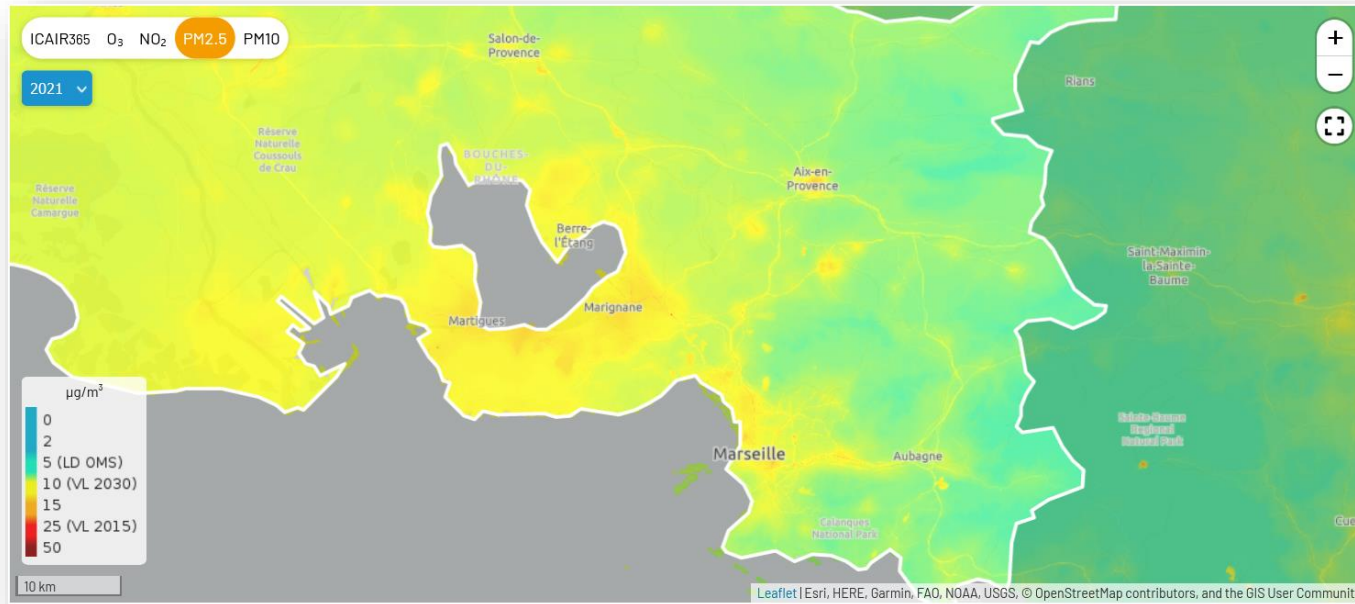 ICAIR365 O₃ NO₂ PM2.5 PM10
2021
+
−
Salon-de-
Provence
Rians
Réserve
Naturelle
Coussouls
de Crau
BOUCHES-
DU-
RHÔNE
Aix-en-
Provence
Réserve
Naturelle
Camargue
Berre-
l'Étang
Saint-Maximin-
la-Sainte-
Baume
Marignane
Martigues
µg/m³
0
2
5 (LD OMS)
10 (VL 2030)
15
25 (VL 2015)
50
Sainte-Baume
Regional
Natural Park
Marseille
Aubagne
Calanques
National Park
Cue
10 km
Leaflet | Esri, HERE, Garmin, FAO, NOAA, USGS, © OpenStreetMap contributors, and the GIS User Communit